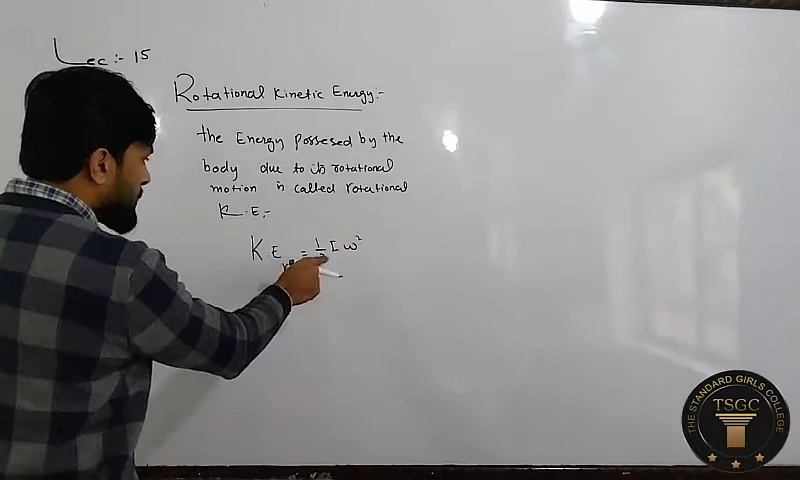 Lec:- 15
Rotational Kinetic Energy:-
the Energy possesed by the
body due to its rotational
motion is called rotational
K.E:-
K.E = 1/2 I ω²
THE STANDARD GIRLS COLLEGE
TSGC